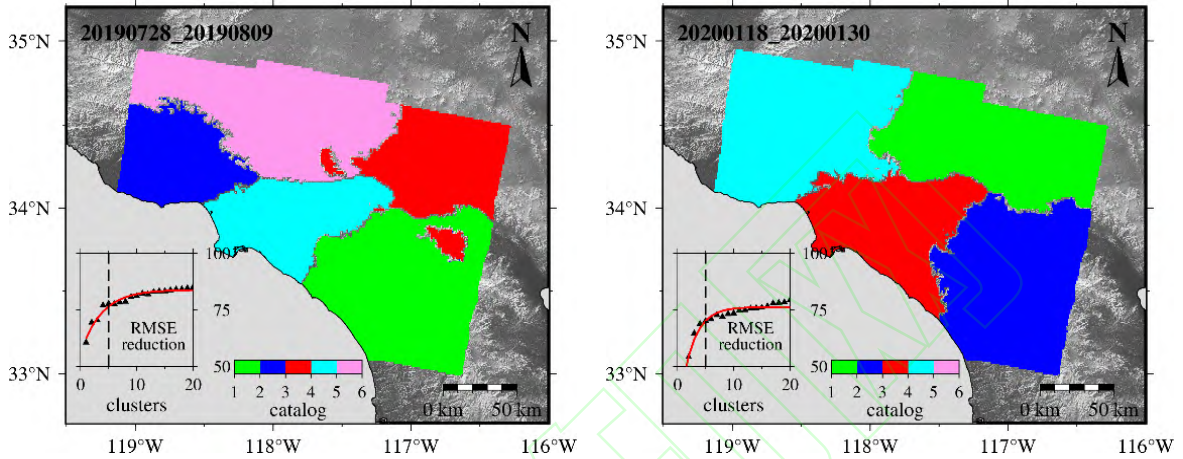 35°N
20190728_20190809
N
34°N
100
75
RMSE
reduction
50
33°N
0 10 20
clusters
1 2 3 4 5 6
catalog
0 km 50 km
119°W 118°W 117°W 116°W
35°N
20200118_20200130
N
34°N
100
75
RMSE
reduction
50
33°N
0 10 20
clusters
1 2 3 4 5 6
catalog
0 km 50 km
119°W 118°W 117°W 116°W